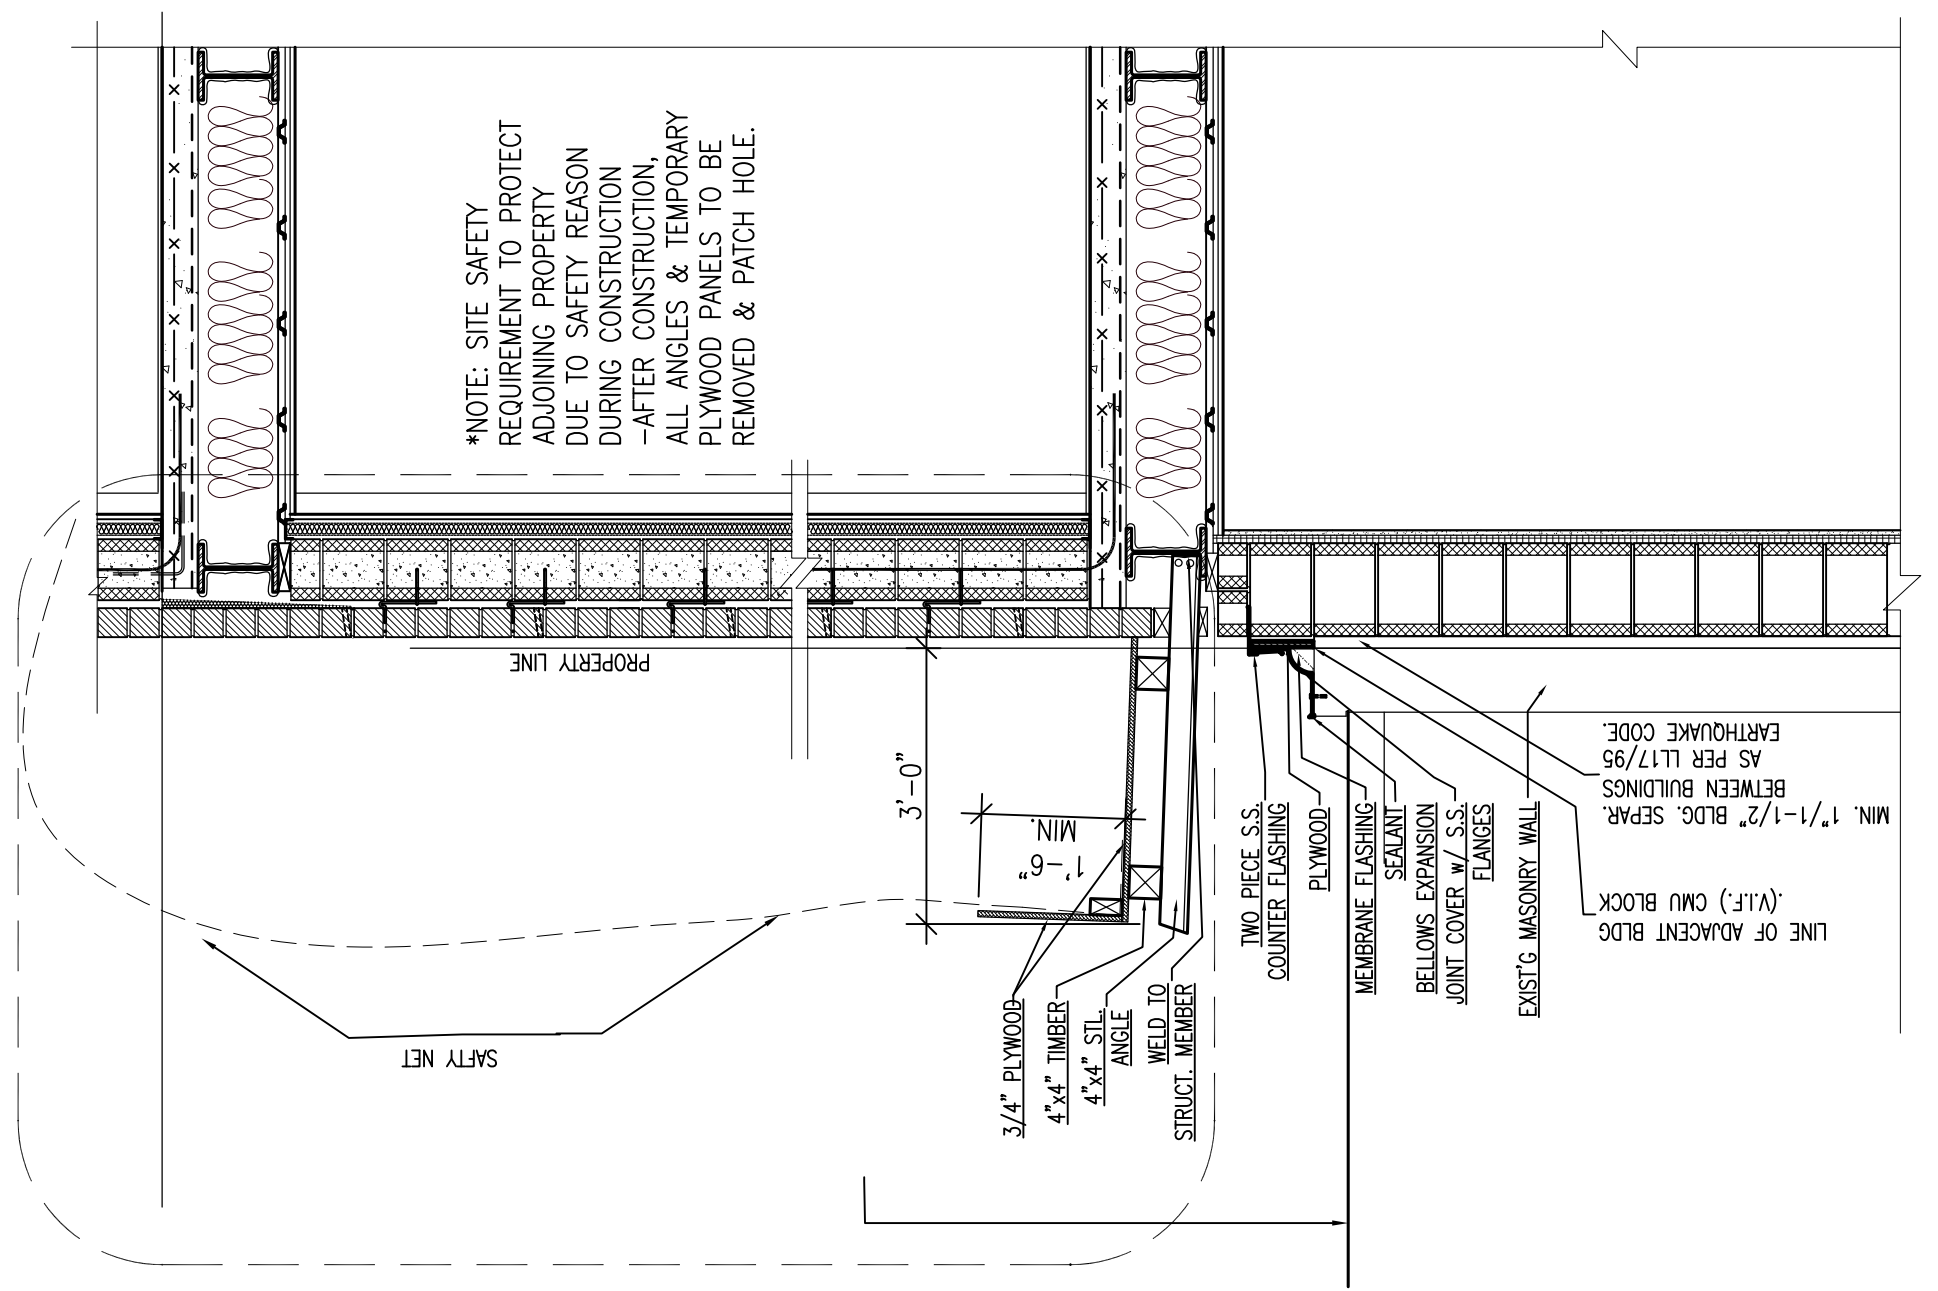 *NOTE: SITE SAFETY
REQUIREMENT TO PROTECT
ADJOINING PROPERTY
DUE TO SAFETY REASON
DURING CONSTRUCTION
-AFTER CONSTRUCTION,
ALL ANGLES & TEMPORARY
PLYWOOD PANELS TO BE
REMOVED & PATCH HOLE.
PROPERTY LINE
3'-0"
1'-6"
MIN.
SAFTY NET
3/4" PLYWOOD
4"x4" TIMBER
4"x4" STL.
ANGLE
WELD TO
STRUCT. MEMBER
TWO PIECE S.S.
COUNTER FLASHING
PLYWOOD
MEMBRANE FLASHING
SEALANT
BELLOWS EXPANSION
JOINT COVER w/ S.S.
FLANGES
EXIST'G MASONRY WALL
MIN. 1"/1-1/2" BLDG. SEPAR.
BETWEEN BUILDINGS
AS PER LL17/95
EARTHQUAKE CODE.
LINE OF ADJACENT BLDG
(V.I.F.) CMU BLOCK